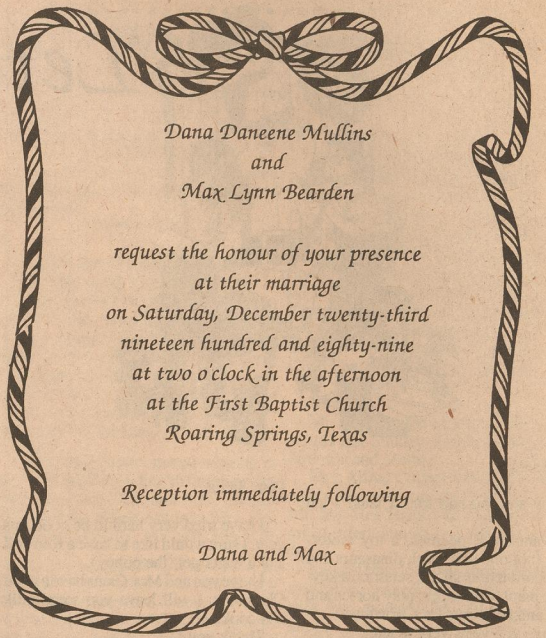 Dana Daneene Mullins
and
Max Lynn Bearden
request the honour of your presence
at their marriage
on Saturday, December twenty-third
nineteen hundred and eighty-nine
at two o'clock in the afternoon
at the First Baptist Church
Roaring Springs, Texas
Reception immediately following
Dana and Max